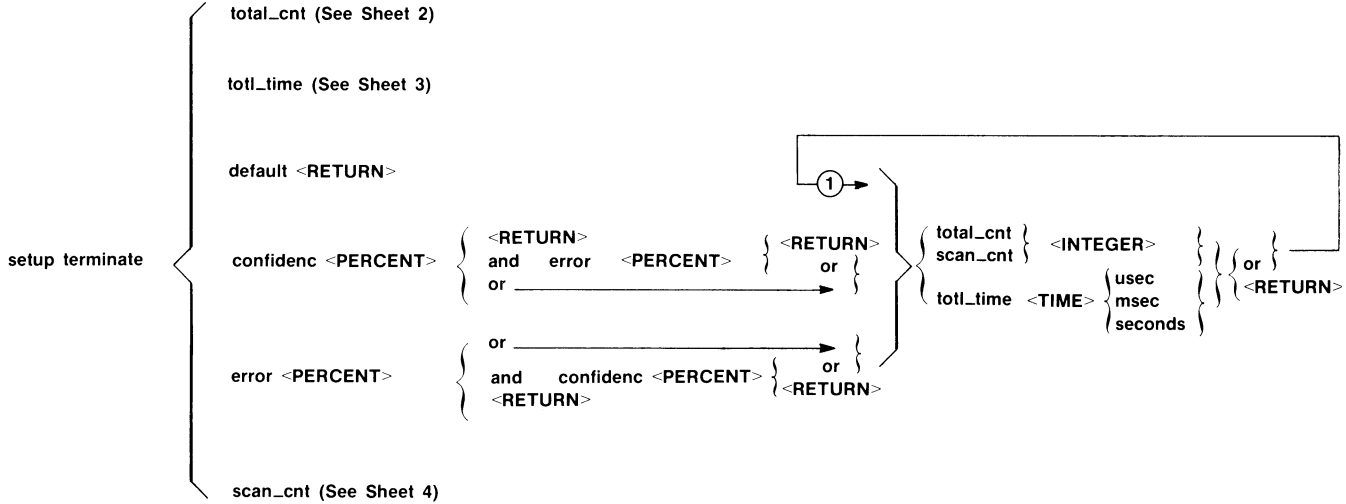 total_cnt (See Sheet 2)
totl_time (See Sheet 3)
default <RETURN>
1
setup terminate
confidenc <PERCENT>
<RETURN>
and error <PERCENT>
or
<RETURN>
or
total_cnt
scan_cnt
<INTEGER>
totl_time <TIME>
usec
msec
seconds
or
<RETURN>
error <PERCENT>
or
and confidenc <PERCENT>
<RETURN>
or
<RETURN>
scan_cnt (See Sheet 4)